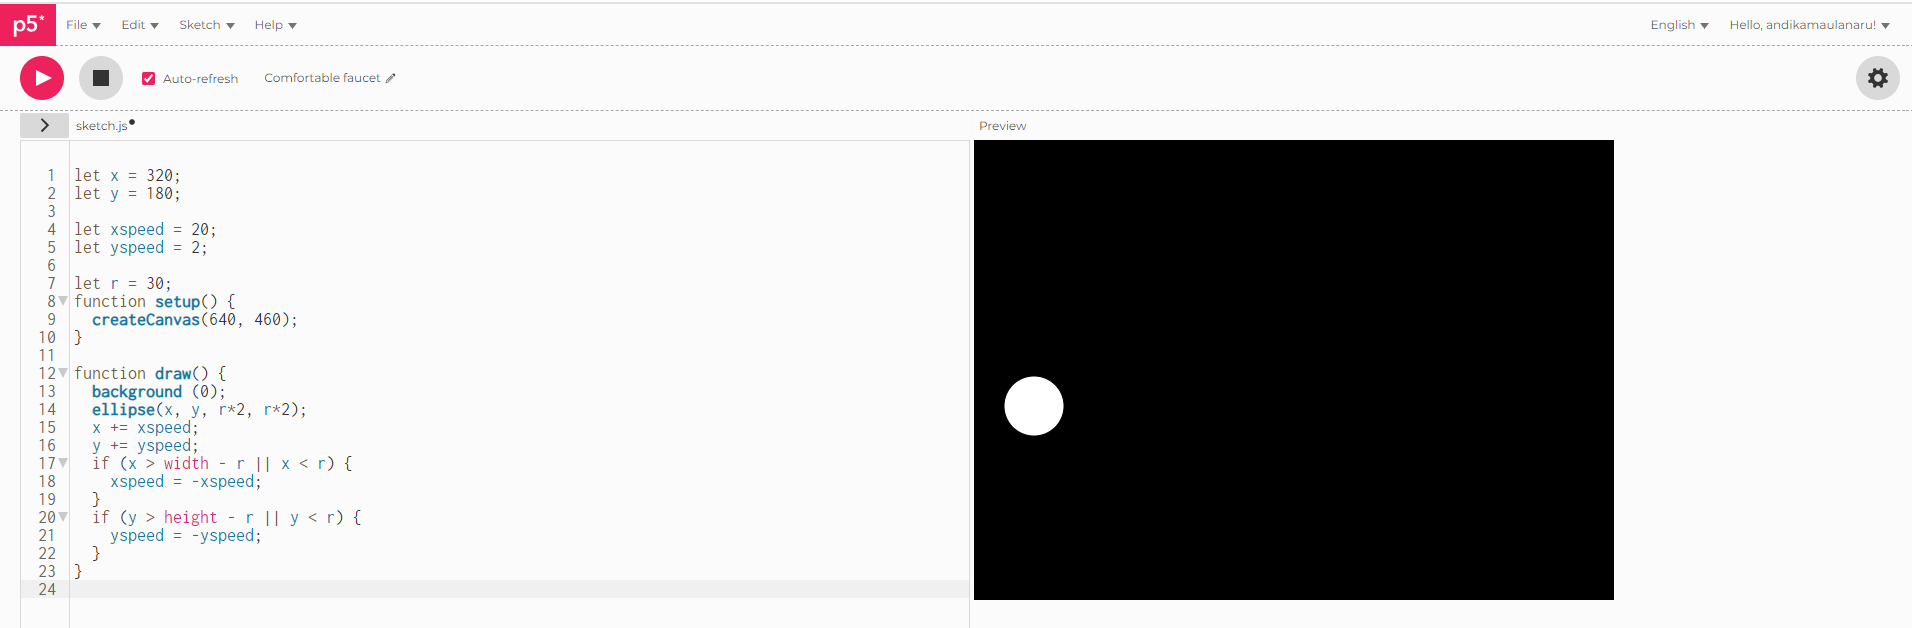 p5* File Edit Sketch Help English Hello, andikamaulanaru!
Auto-refresh Comfortable faucet
> sketch.js Preview
1 let x = 320;
2 let y = 180;
3
4 let xspeed = 20;
5 let yspeed = 2;
6
7 let r = 30;
8 function setup() {
9 createCanvas(640, 460);
10 }
11
12 function draw() {
13 background (0);
14 ellipse(x, y, r*2, r*2);
15 x += xspeed;
16 y += yspeed;
17 if (x > width - r || x < r) {
18 xspeed = -xspeed;
19 }
20 if (y > height - r || y < r) {
21 yspeed = -yspeed;
22 }
23 }
24